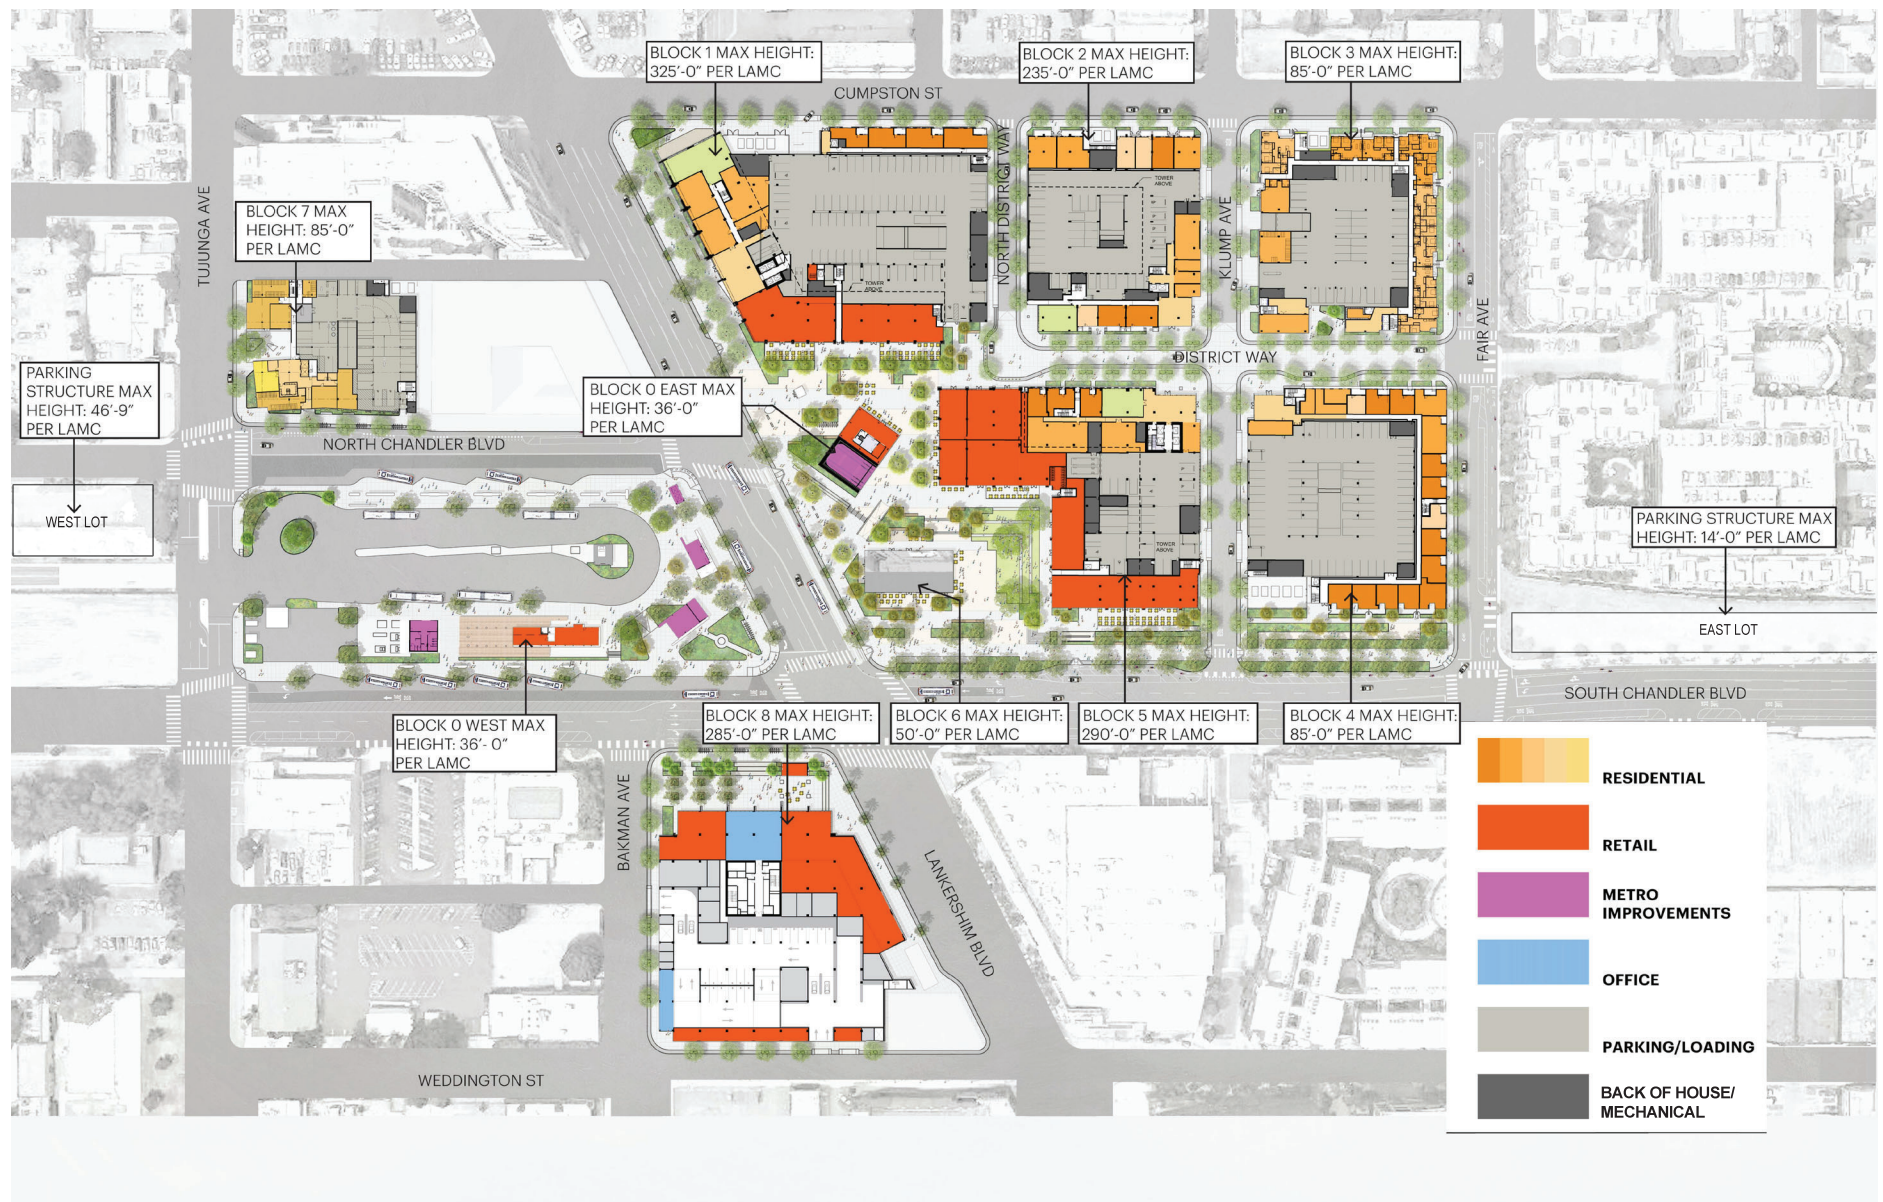 BLOCK 1 MAX HEIGHT:
325'-0" PER LAMC
BLOCK 2 MAX HEIGHT:
235'-0" PER LAMC
BLOCK 3 MAX HEIGHT:
85'-0" PER LAMC
CUMPSTON ST
NORTH DISTRICT WAY
TOWER
ABOVE
KLUMP AVE
TUJUNGA AVE
BLOCK 7 MAX
HEIGHT: 85'-0"
PER LAMC
TOWER
ABOVE
FAIR AVE
DISTRICT WAY
PARKING
STRUCTURE MAX
HEIGHT: 46'-9"
PER LAMC
BLOCK 0 EAST MAX
HEIGHT: 36'-0"
PER LAMC
NORTH CHANDLER BLVD
WEST LOT
PARKING STRUCTURE MAX
HEIGHT: 14'-0" PER LAMC
TOWER
ABOVE
EAST LOT
SOUTH CHANDLER BLVD
BLOCK 0 WEST MAX
HEIGHT: 36'- 0"
PER LAMC
BLOCK 8 MAX HEIGHT:
285'-0" PER LAMC
BLOCK 6 MAX HEIGHT:
50'-0" PER LAMC
BLOCK 5 MAX HEIGHT:
290'-0" PER LAMC
BLOCK 4 MAX HEIGHT:
85'-0" PER LAMC
BAKMAN AVE
LANKERSHIM BLVD
WEDDINGTON ST
RESIDENTIAL
RETAIL
METRO
IMPROVEMENTS
OFFICE
PARKING/LOADING
BACK OF HOUSE/
MECHANICAL